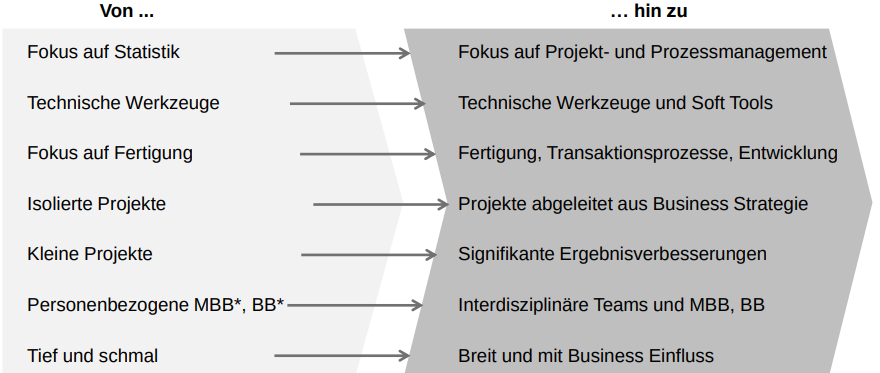 Von ... … hin zu
Fokus auf Statistik Fokus auf Projekt- und Prozessmanagement
Technische Werkzeuge Technische Werkzeuge und Soft Tools
Fokus auf Fertigung Fertigung, Transaktionsprozesse, Entwicklung
Isolierte Projekte Projekte abgeleitet aus Business Strategie
Kleine Projekte Signifikante Ergebnisverbesserungen
Personenbezogene MBB*, BB* Interdisziplinäre Teams und MBB, BB
Tief und schmal Breit und mit Business Einfluss